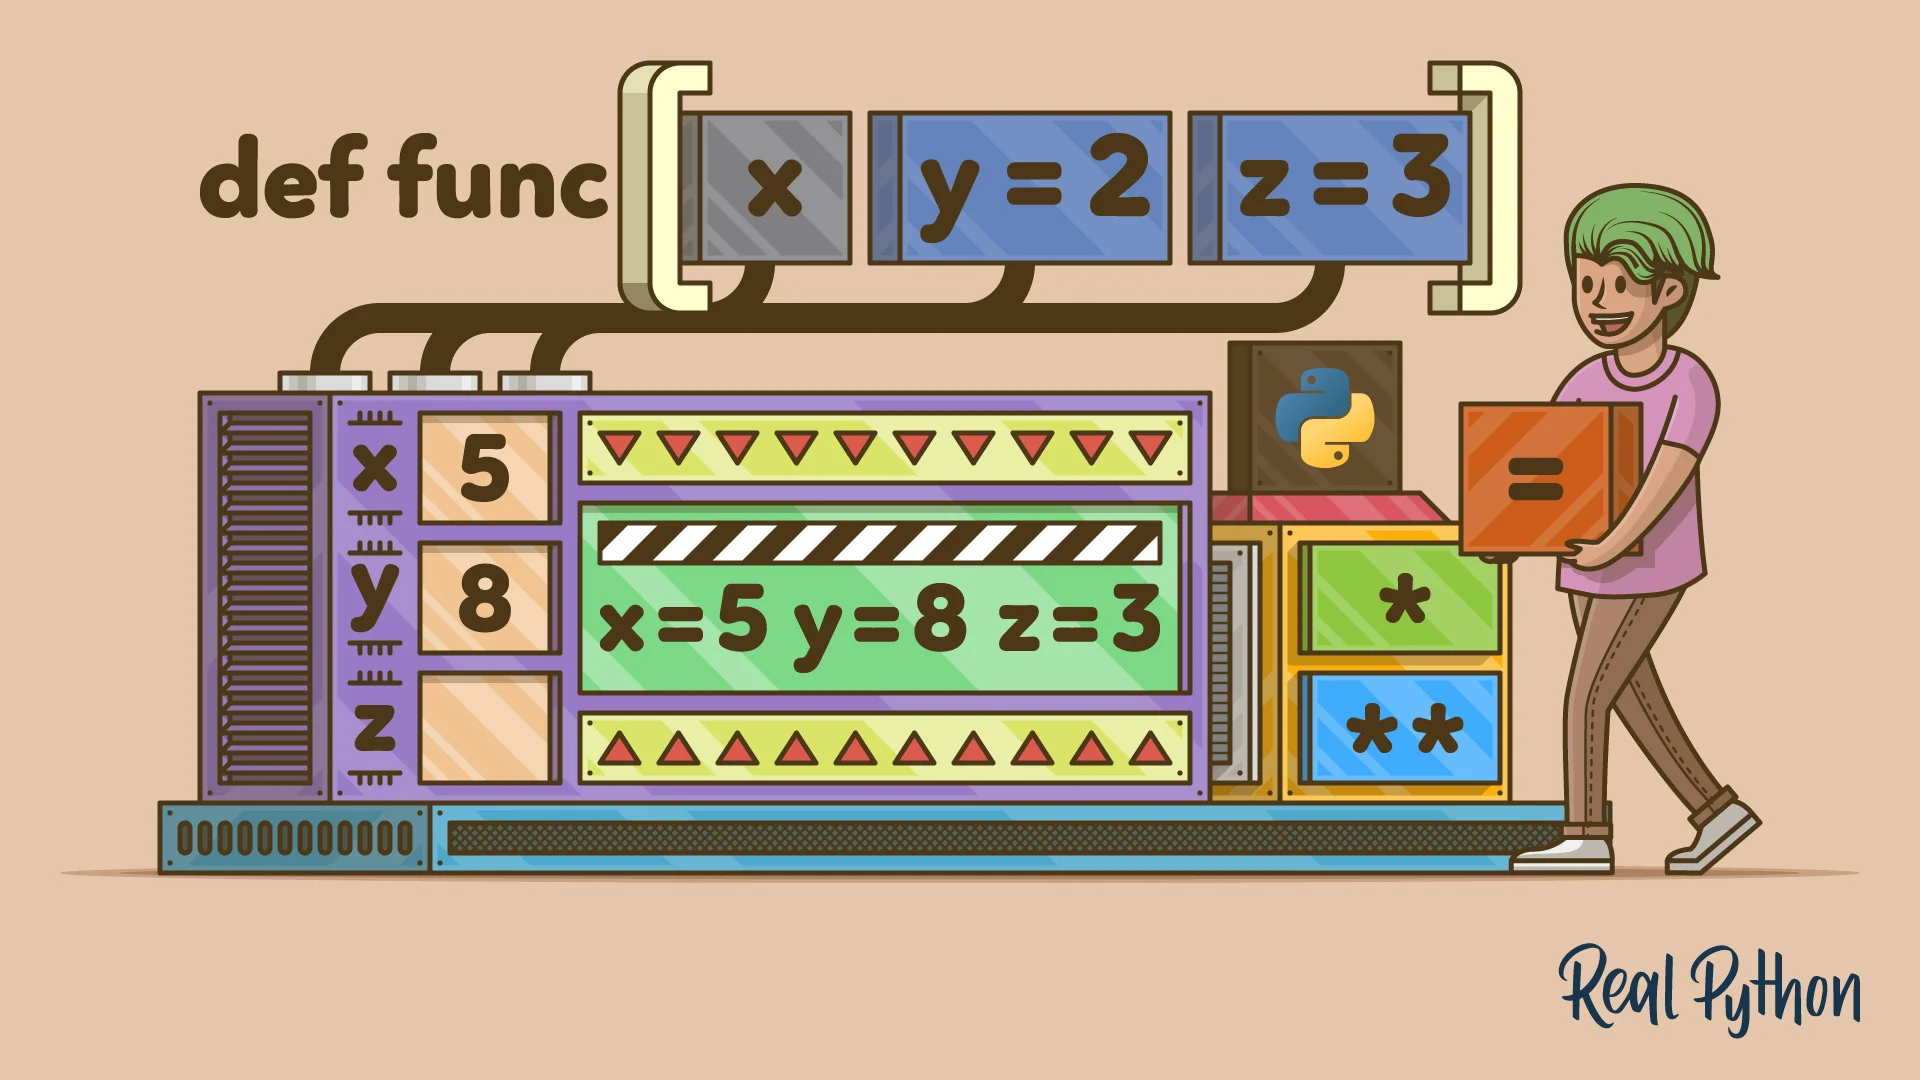 def func [ x y = 2 z = 3 ]
x 5
y 8
z
x=5 y=8 z=3
=
*
**
Real Python